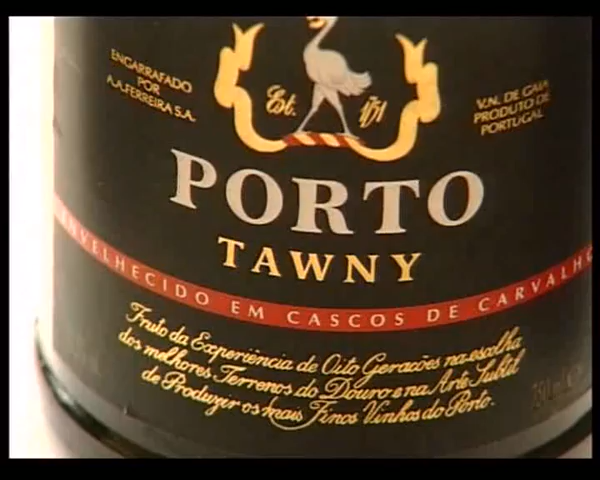 ENGARRAFADO
POR
A.A.FERREIRA S.A.
Est. 1751
V.N. DE GAIA
PRODUTO DE
PORTUGAL
PORTO
TAWNY
ENVELHECIDO EM CASCOS DE CARVALHO
Fruto da Experiência de Oito Gerações na escolha
dos melhores Terrenos do Douro e na Arte Subtil
de Produzir os mais Finos Vinhos do Porto.